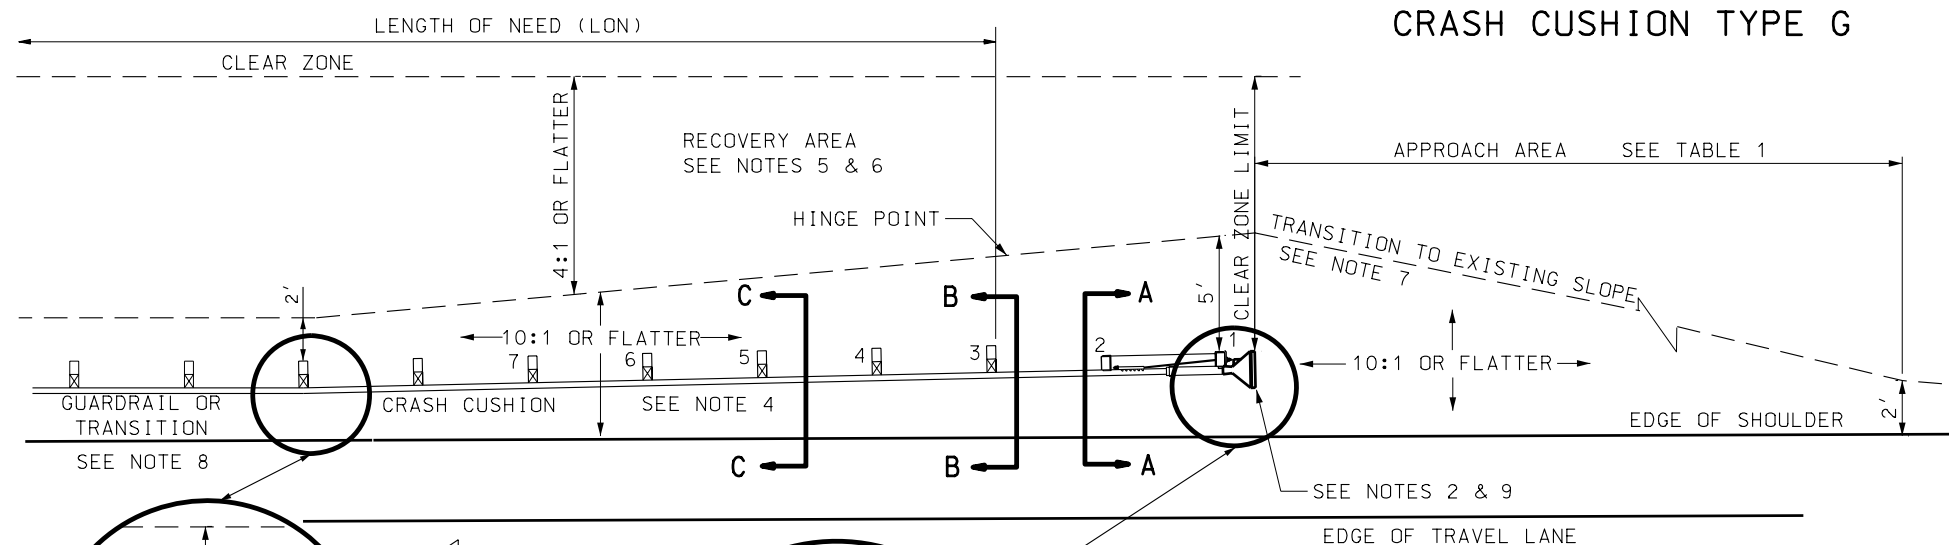 CRASH CUSHION TYPE G
LENGTH OF NEED (LON)
CLEAR ZONE
4:1 OR FLATTER
RECOVERY AREA
SEE NOTES 5 & 6
HINGE POINT
CLEAR ZONE LIMIT
APPROACH AREA SEE TABLE 1
TRANSITION TO EXISTING SLOPE
SEE NOTE 7
2'
C
B
A
5'
10:1 OR FLATTER
7
6
5
4
3
2
1
10:1 OR FLATTER
2'
GUARDRAIL OR
TRANSITION
CRASH CUSHION
SEE NOTE 4
EDGE OF SHOULDER
SEE NOTE 8
C
B
A
SEE NOTES 2 & 9
EDGE OF TRAVEL LANE